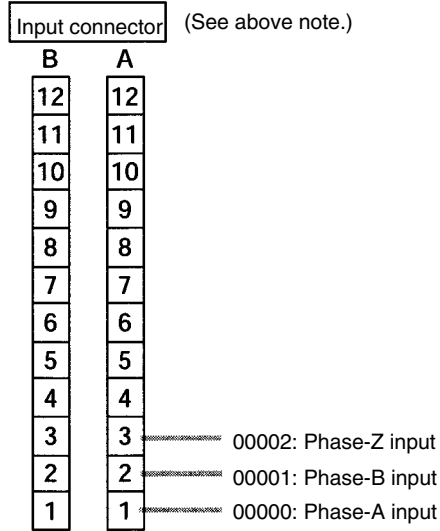 Input connector (See above note.)
B A
12 12
11 11
10 10
9 9
8 8
7 7
6 6
5 5
4 4
3 3 00002: Phase-Z input
2 2 00001: Phase-B input
1 1 00000: Phase-A input